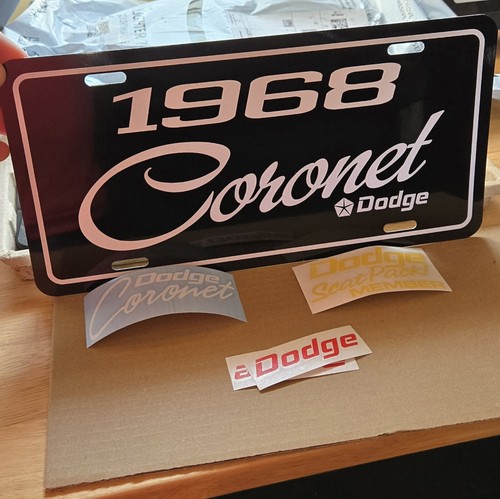 1968
Coronet
Dodge
Dodge
Coronet
Dodge
Scat Pack!
MEMBER
Dodge